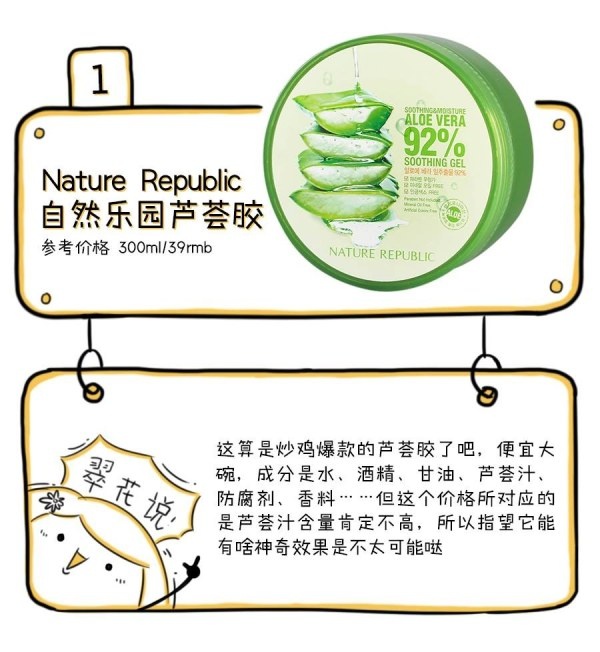 1
Nature Republic
自然乐园芦荟胶
参考价格 300ml/39rmb
SOOTHING&MOISTURE
ALOE VERA
92%
SOOTHING GEL
NATURE REPUBLIC
翠花说
这算是炒鸡爆款的芦荟胶了吧，便宜大
碗，成分是水、酒精、甘油、芦荟汁、
防腐剂、香料……但这个价格所对应的
是芦荟汁含量肯定不高，所以指望它能
有啥神奇效果是不太可能哒